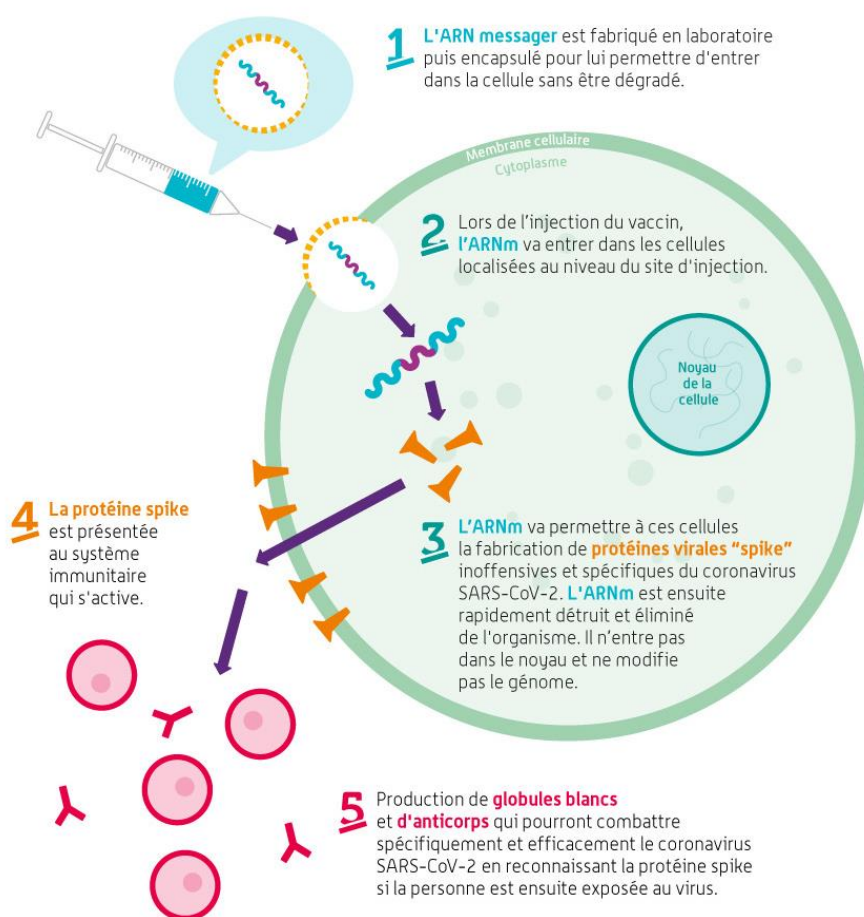 1 L'ARN messager est fabriqué en laboratoire
puis encapsulé pour lui permettre d'entrer
dans la cellule sans être dégradé.
Membrane cellulaire
Cytoplasme
2 Lors de l'injection du vaccin,
l'ARNm va entrer dans les cellules
localisées au niveau du site d'injection.
Noyau
de la
cellule
3 L'ARNm va permettre à ces cellules
la fabrication de protéines virales "spike"
inoffensives et spécifiques du coronavirus
SARS-CoV-2. L'ARNm est ensuite
rapidement détruit et éliminé
de l'organisme. Il n'entre pas
dans le noyau et ne modifie
pas le génome.
4 La protéine spike
est présentée
au système
immunitaire
qui s'active.
5 Production de globules blancs
et d'anticorps qui pourront combattre
spécifiquement et efficacement le coronavirus
SARS-CoV-2 en reconnaissant la protéine spike
si la personne est ensuite exposée au virus.